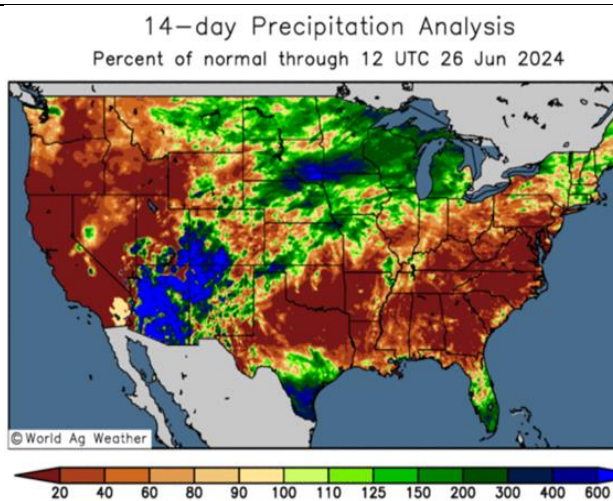 14-day Precipitation Analysis
Percent of normal through 12 UTC 26 Jun 2024
© World Ag Weather
20 40 60 80 90 100 110 125 150 200 300 400 600